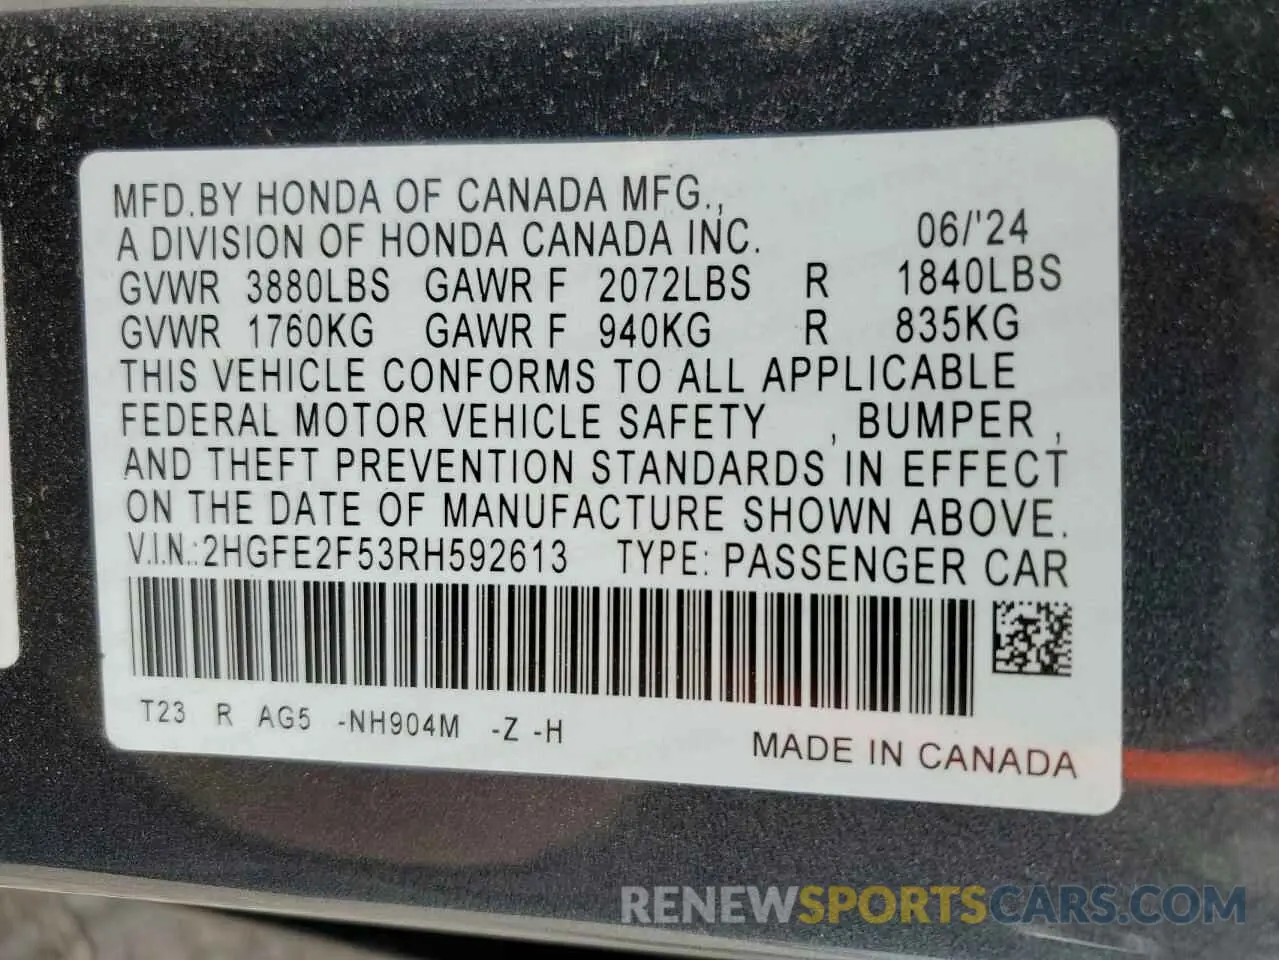 MFD.BY HONDA OF CANADA MFG.,
A DIVISION OF HONDA CANADA INC. 06/'24
GVWR 3880LBS GAWR F 2072LBS R 1840LBS
GVWR 1760KG GAWR F 940KG R 835KG
THIS VEHICLE CONFORMS TO ALL APPLICABLE
FEDERAL MOTOR VEHICLE SAFETY , BUMPER ,
AND THEFT PREVENTION STANDARDS IN EFFECT
ON THE DATE OF MANUFACTURE SHOWN ABOVE.
V.I.N.:2HGFE2F53RH592613 TYPE: PASSENGER CAR
T23 R AG5 -NH904M -Z -H
MADE IN CANADA
RENEWSPORTSCARS.COM